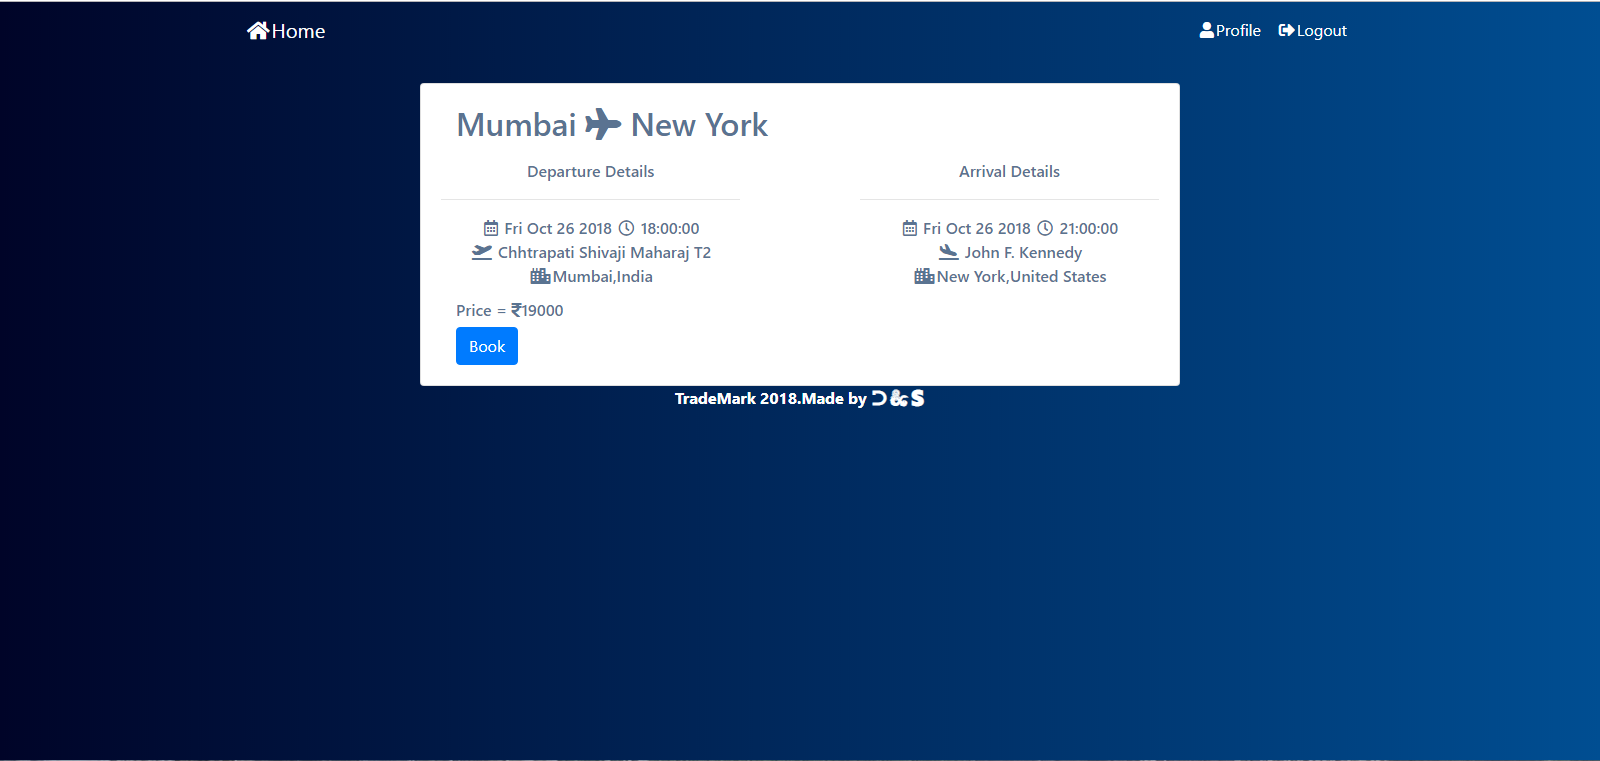 Home
Profile
Logout
Mumbai New York
Departure Details
Fri Oct 26 2018 18:00:00
Chhtrapati Shivaji Maharaj T2
Mumbai,India
Arrival Details
Fri Oct 26 2018 21:00:00
John F. Kennedy
New York,United States
Price = ₹19000
Book
TradeMark 2018.Made by D & S